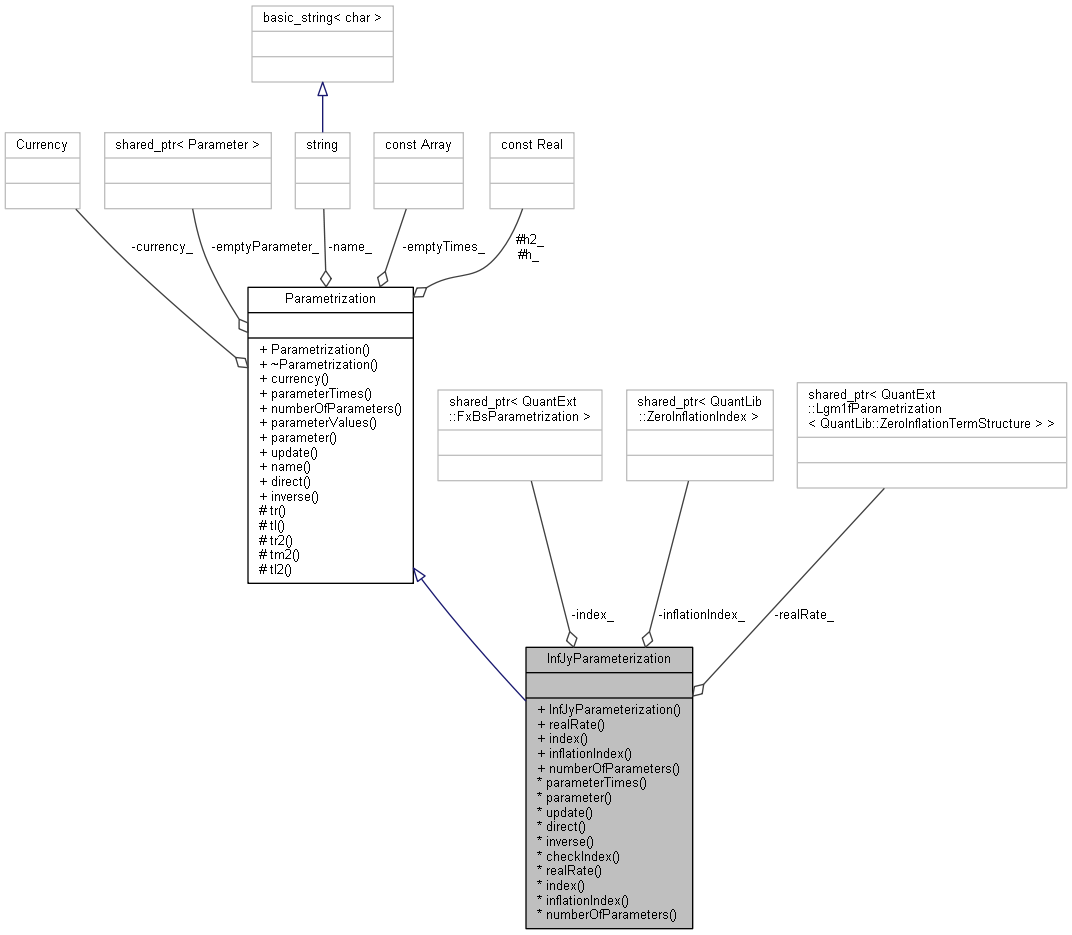 basic_string< char >
Currency
shared_ptr< Parameter >
string
const Array
const Real
-currency_
-emptyParameter_
-name_
-emptyTimes_
#h2_
#h_
Parametrization
+ Parametrization()
+ ~Parametrization()
+ currency()
+ parameterTimes()
+ numberOfParameters()
+ parameterValues()
+ parameter()
+ update()
+ name()
+ direct()
+ inverse()
# tr()
# tl()
# tr2()
# tm2()
# tl2()
shared_ptr< QuantExt
::FxBsParametrization >
shared_ptr< QuantLib
::ZeroInflationIndex >
shared_ptr< QuantExt
::Lgm1fParametrization
< QuantLib::ZeroInflationTermStructure > >
-index_
-inflationIndex_
-realRate_
InfJyParameterization
+ InfJyParameterization()
+ realRate()
+ index()
+ inflationIndex()
+ numberOfParameters()
* parameterTimes()
* parameter()
* update()
* direct()
* inverse()
* checkIndex()
* realRate()
* index()
* inflationIndex()
* numberOfParameters()